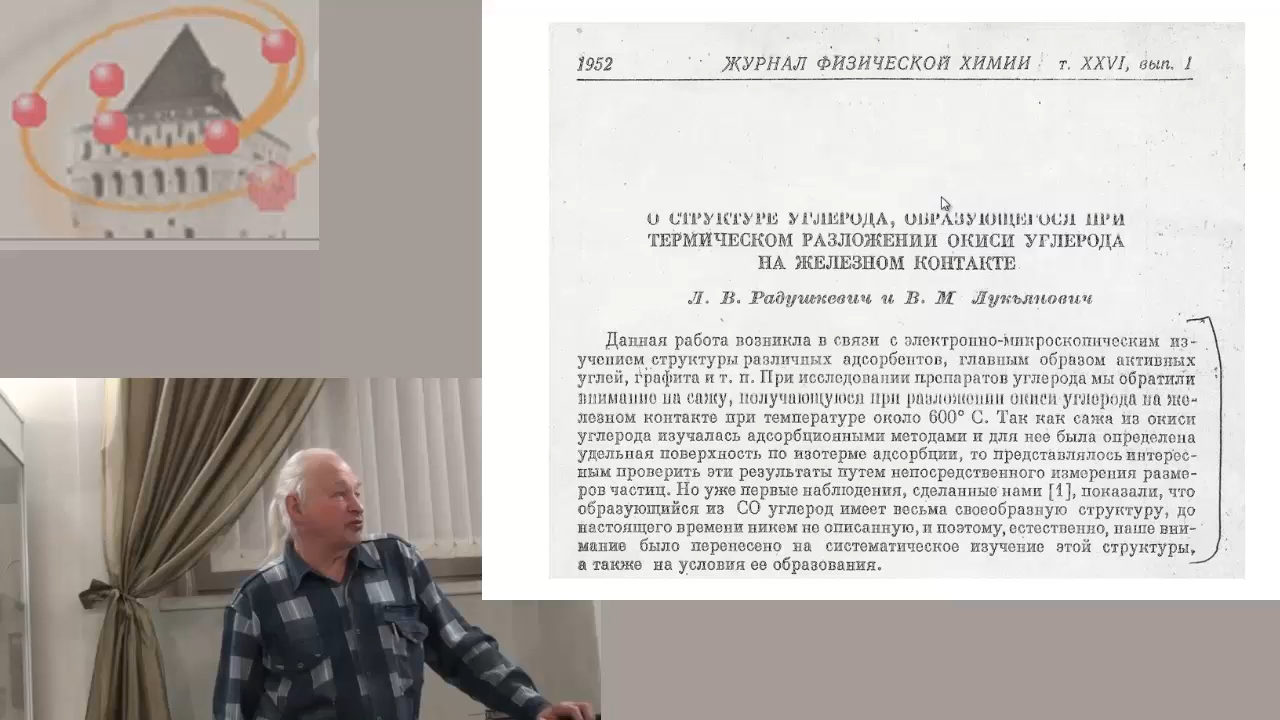 1952 ЖУРНАЛ ФИЗИЧЕСКОЙ ХИМИИ т. XXVI, вып. 1
О СТРУКТУРЕ УГЛЕРОДА, ОБРАЗУЮЩЕГОСЯ ПРИ
ТЕРМИЧЕСКОМ РАЗЛОЖЕНИИ ОКИСИ УГЛЕРОДА
НА ЖЕЛЕЗНОМ КОНТАКТЕ
Л. В. Радушкевич и В. М Лукьянович
Данная работа возникла в связи с электронно-микроскопическим из-
учением структуры различных адсорбентов, главным образом активных
углей, графита и т. п. При исследовании препаратов углерода мы обратили
внимание на сажу, получающуюся при разложении окиси углерода на же-
лезном контакте при температуре около 600° С. Так как сажа из окиси
углерода изучалась адсорбционными методами и для нее была определена
удельная поверхность по изотерме адсорбции, то представлялось интерес-
ным проверить эти результаты путем непосредственного измерения разме-
ров частиц. Но уже первые наблюдения, сделанные нами [1], показали, что
образующийся из СО углерод имеет весьма своеобразную структуру, до
настоящего времени никем не описанную, и поэтому, естественно, наше вни-
мание было перенесено на систематическое изучение этой структуры,
а также на условия ее образования.